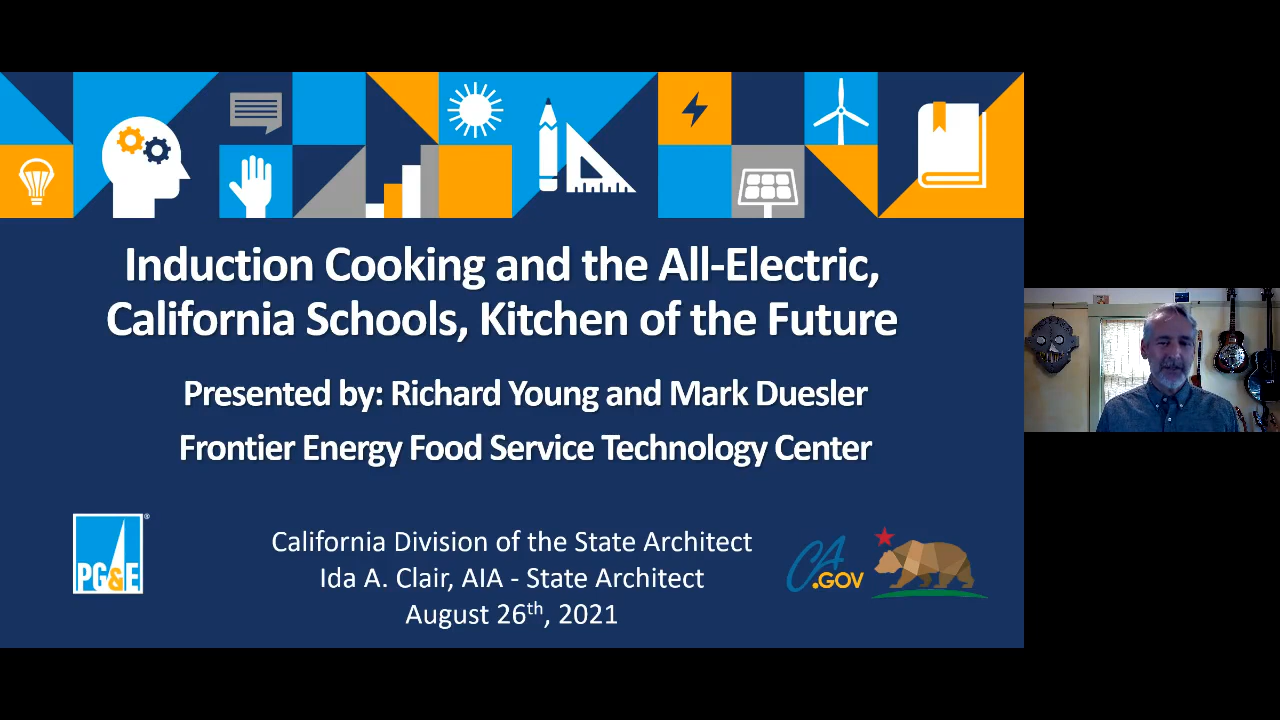 Induction Cooking and the All-Electric,
California Schools, Kitchen of the Future
Presented by: Richard Young and Mark Duesler
Frontier Energy Food Service Technology Center
California Division of the State Architect
Ida A. Clair, AIA - State Architect
August 26th, 2021
PG&E®
CA
.GOV